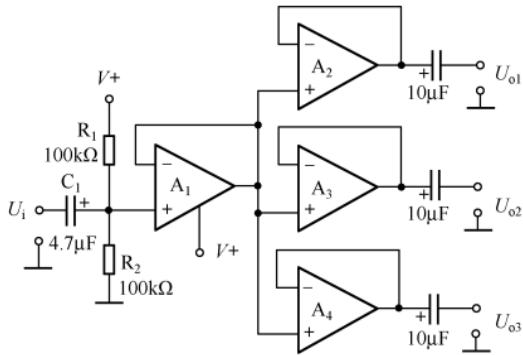 V+
R₁
100kΩ
C₁
+
Uᵢ
4.7μF
R₂
100kΩ
−
+
A₁
V+
−
+
A₂
+
10μF
Uₒ₁
−
+
A₃
+
10μF
Uₒ₂
−
+
A₄
+
10μF
Uₒ₃